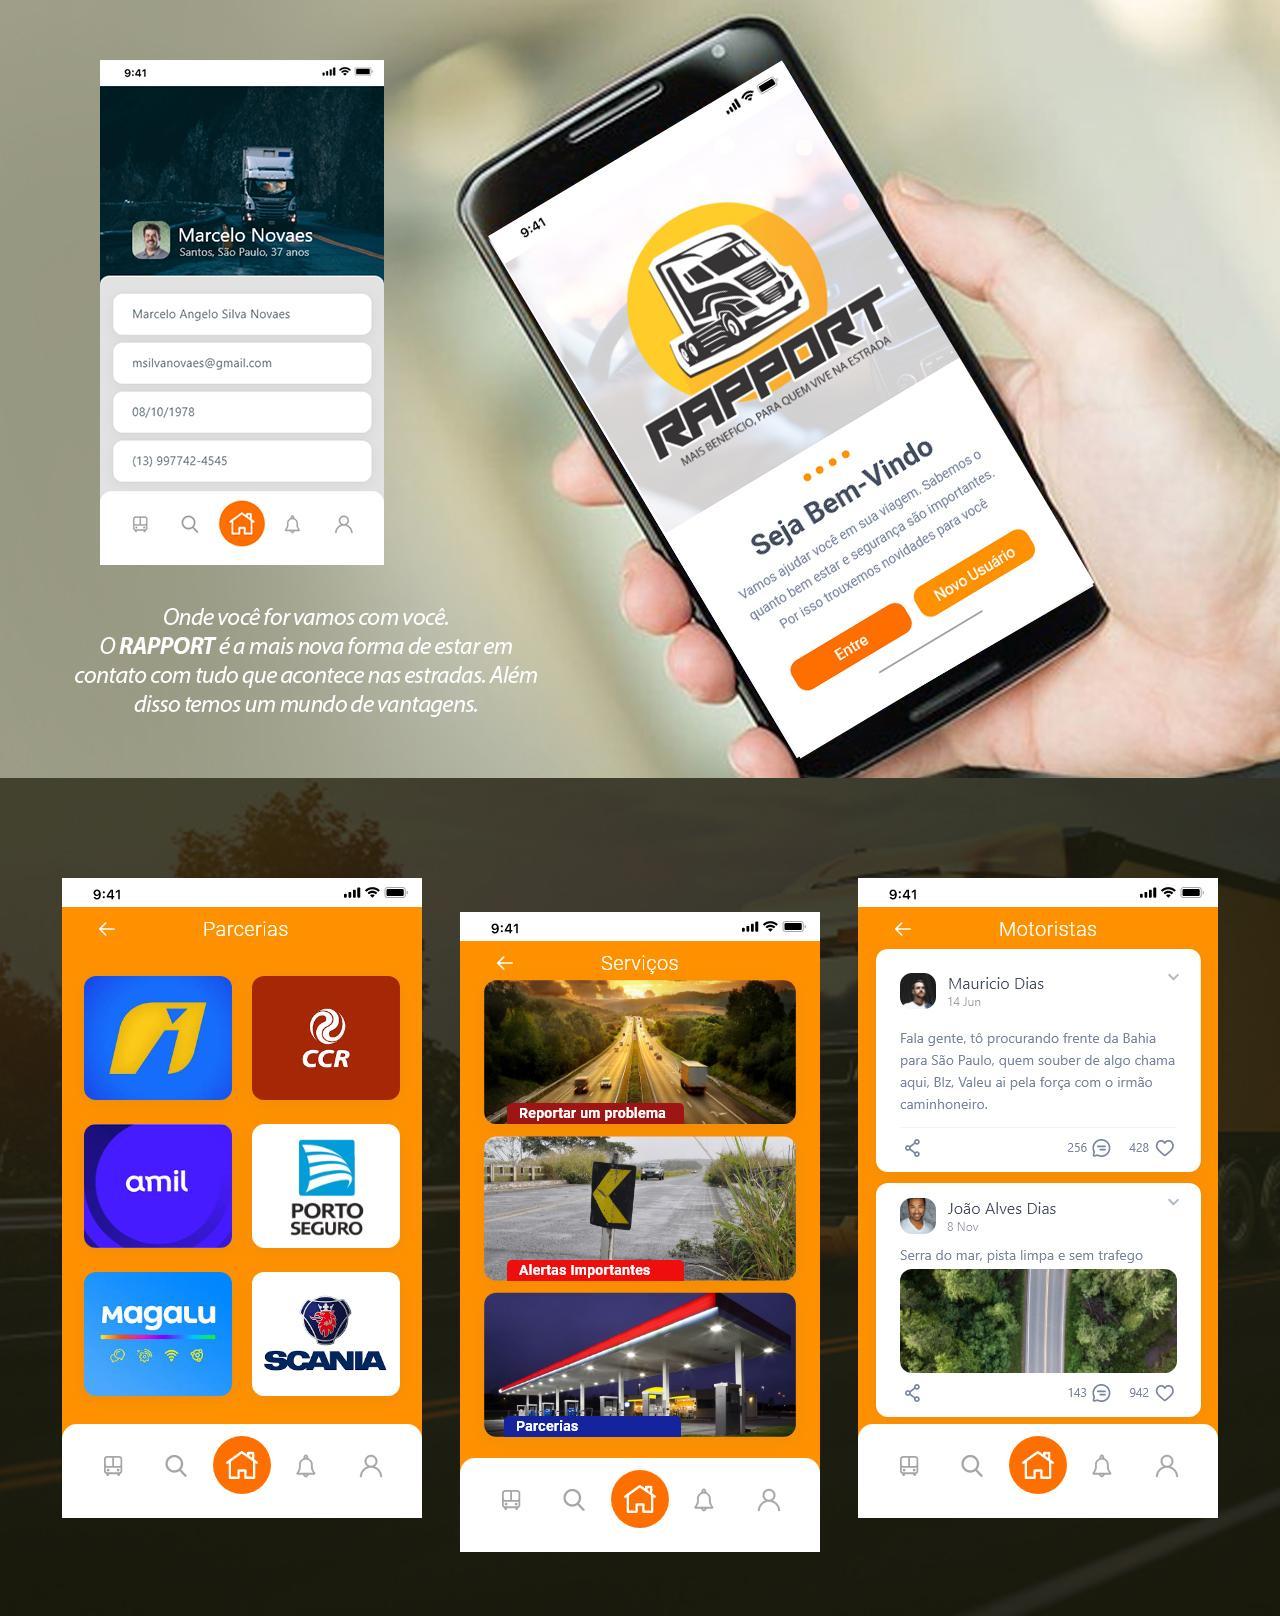 9:41
Marcelo Novaes
Santos, São Paulo, 37 anos
Marcelo Angelo Silva Novaes
msilvanovaes@gmail.com
08/10/1978
(13) 997742-4545
Onde você for vamos com você.
O RAPPORT é a mais nova forma de estar em
contato com tudo que acontece nas estradas. Além
disso temos um mundo de vantagens.
9:41
RAPPORT
MAIS BENEFICIO, PARA QUEM VIVE NA ESTRADA
Seja Bem-Vindo
Vamos ajudar você em sua viagem. Sabemos o
quanto bem estar e segurança são importantes.
Por isso trouxemos novidades para você
Entre
Novo Usuário
9:41
Parcerias
CCR
amil
PORTO
SEGURO
MagaLu
SCANIA
9:41
Serviços
Reportar um problema
Alertas Importantes
Parcerias
9:41
Motoristas
Mauricio Dias
14 Jun
Fala gente, tô procurando frente da Bahia
para São Paulo, quem souber de algo chama
aqui, Blz, Valeu ai pela força com o irmão
caminhoneiro.
256 428
João Alves Dias
8 Nov
Serra do mar, pista limpa e sem trafego
143 942